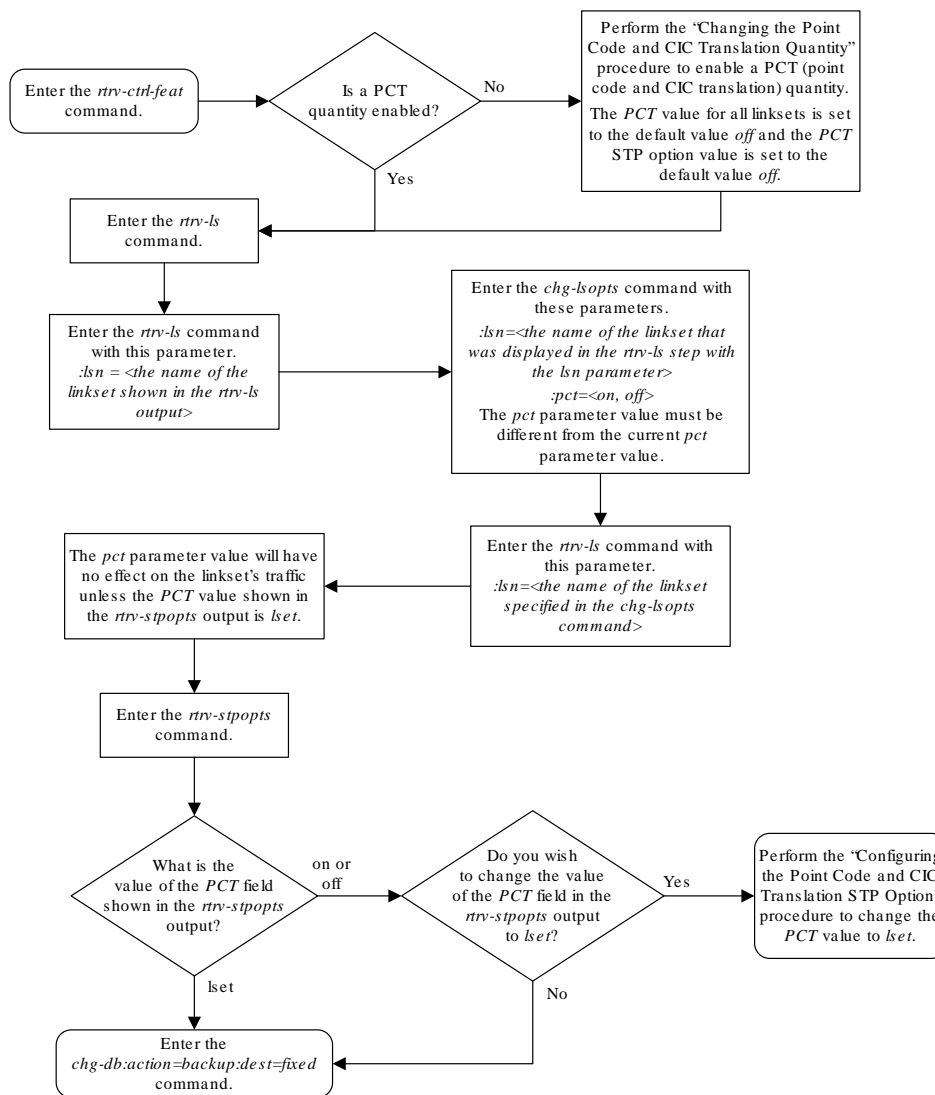 Enter the rtrv-ctrl-feat
command.
Is a PCT
quantity enabled?
No
Yes
Perform the “Changing the Point
Code and CIC Translation Quantity”
procedure to enable a PCT (point
code and CIC translation) quantity.
The PCT value for all linksets is set
to the default value off and the PCT
STP option value is set to the
default value off.
Enter the rtrv-ls
command.
Enter the rtrv-ls command
with this parameter.
:lsn = <the name of the
linkset shown in the rtrv-ls
output>
Enter the chg-lsopts command with
these parameters.
:lsn=<the name of the linkset that
was displayed in the rtrv-ls step with
the lsn parameter>
:pct=<on, off>
The pct parameter value must be
different from the current pct
parameter value.
Enter the rtrv-ls command with
this parameter.
:lsn=<the name of the linkset
specified in the chg-lsopts
command>
The pct parameter value will have
no effect on the linkset’s traffic
unless the PCT value shown in
the rtrv-stpopts output is lset.
Enter the rtrv-stpopts
command.
What is the
value of the PCT field
shown in the rtrv-stpopts
output?
on or
off
lset
Do you wish
to change the value
of the PCT field in the
rtrv-stpopts output
to lset?
Yes
No
Perform the “Configuring
the Point Code and CIC
Translation STP Option
procedure to change the
PCT value to lset.
Enter the
chg-db:action=backup:dest=fixed
command.